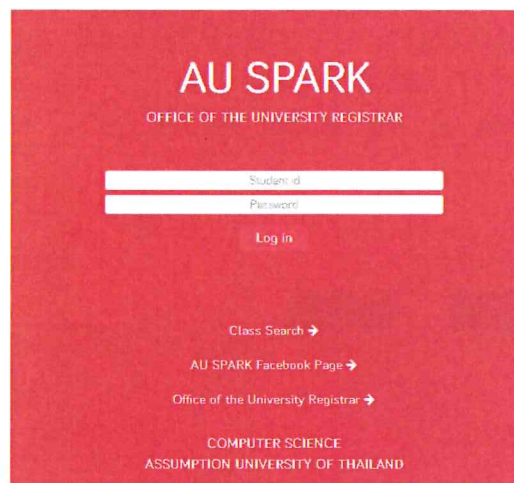 AU SPARK
OFFICE OF THE UNIVERSITY REGISTRAR
Student id
Password
Log in
Class Search →
AU SPARK Facebook Page →
Office of the University Registrar →
COMPUTER SCIENCE
ASSUMPTION UNIVERSITY OF THAILAND